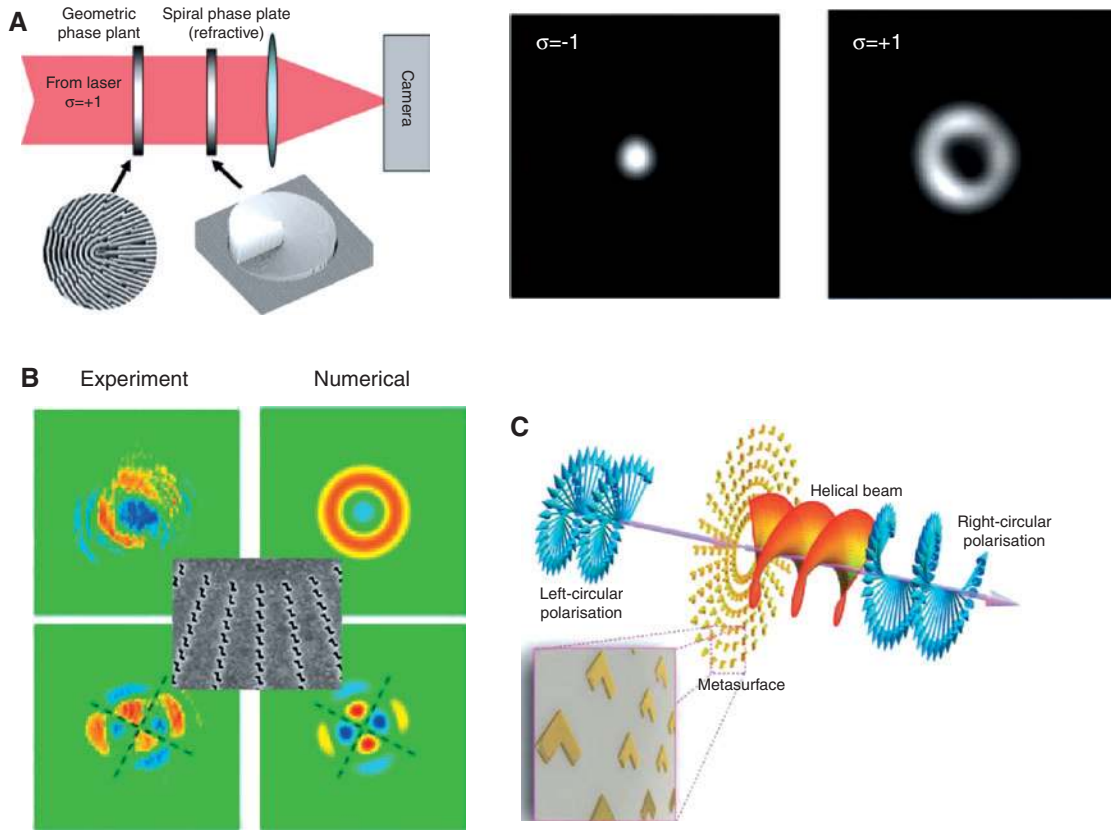 A
Geometric
phase plant
Spiral phase plate
(refractive)
From laser
σ=+1
Camera
σ=-1
σ=+1
B
Experiment
Numerical
C
Helical beam
Right-circular
polarisation
Left-circular
polarisation
Metasurface